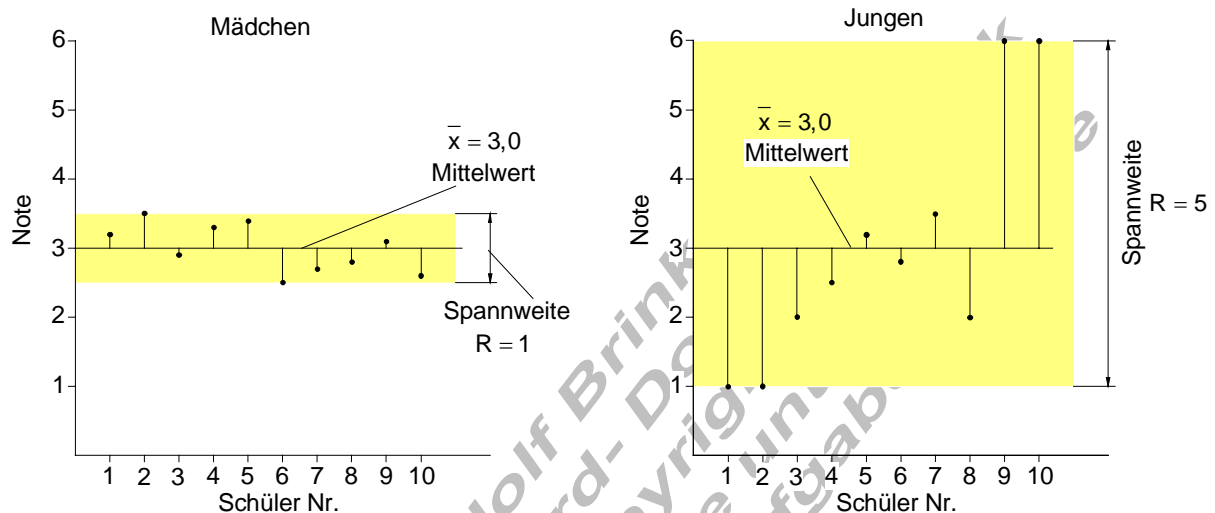 Mädchen
6
5
4
3
2
1
Note
x̄ = 3,0
Mittelwert
Spannweite
R = 1
1 2 3 4 5 6 7 8 9 10
Schüler Nr.
Jungen
6
5
4
3
2
1
Note
x̄ = 3,0
Mittelwert
Spannweite
R = 5
1 2 3 4 5 6 7 8 9 10
Schüler Nr.